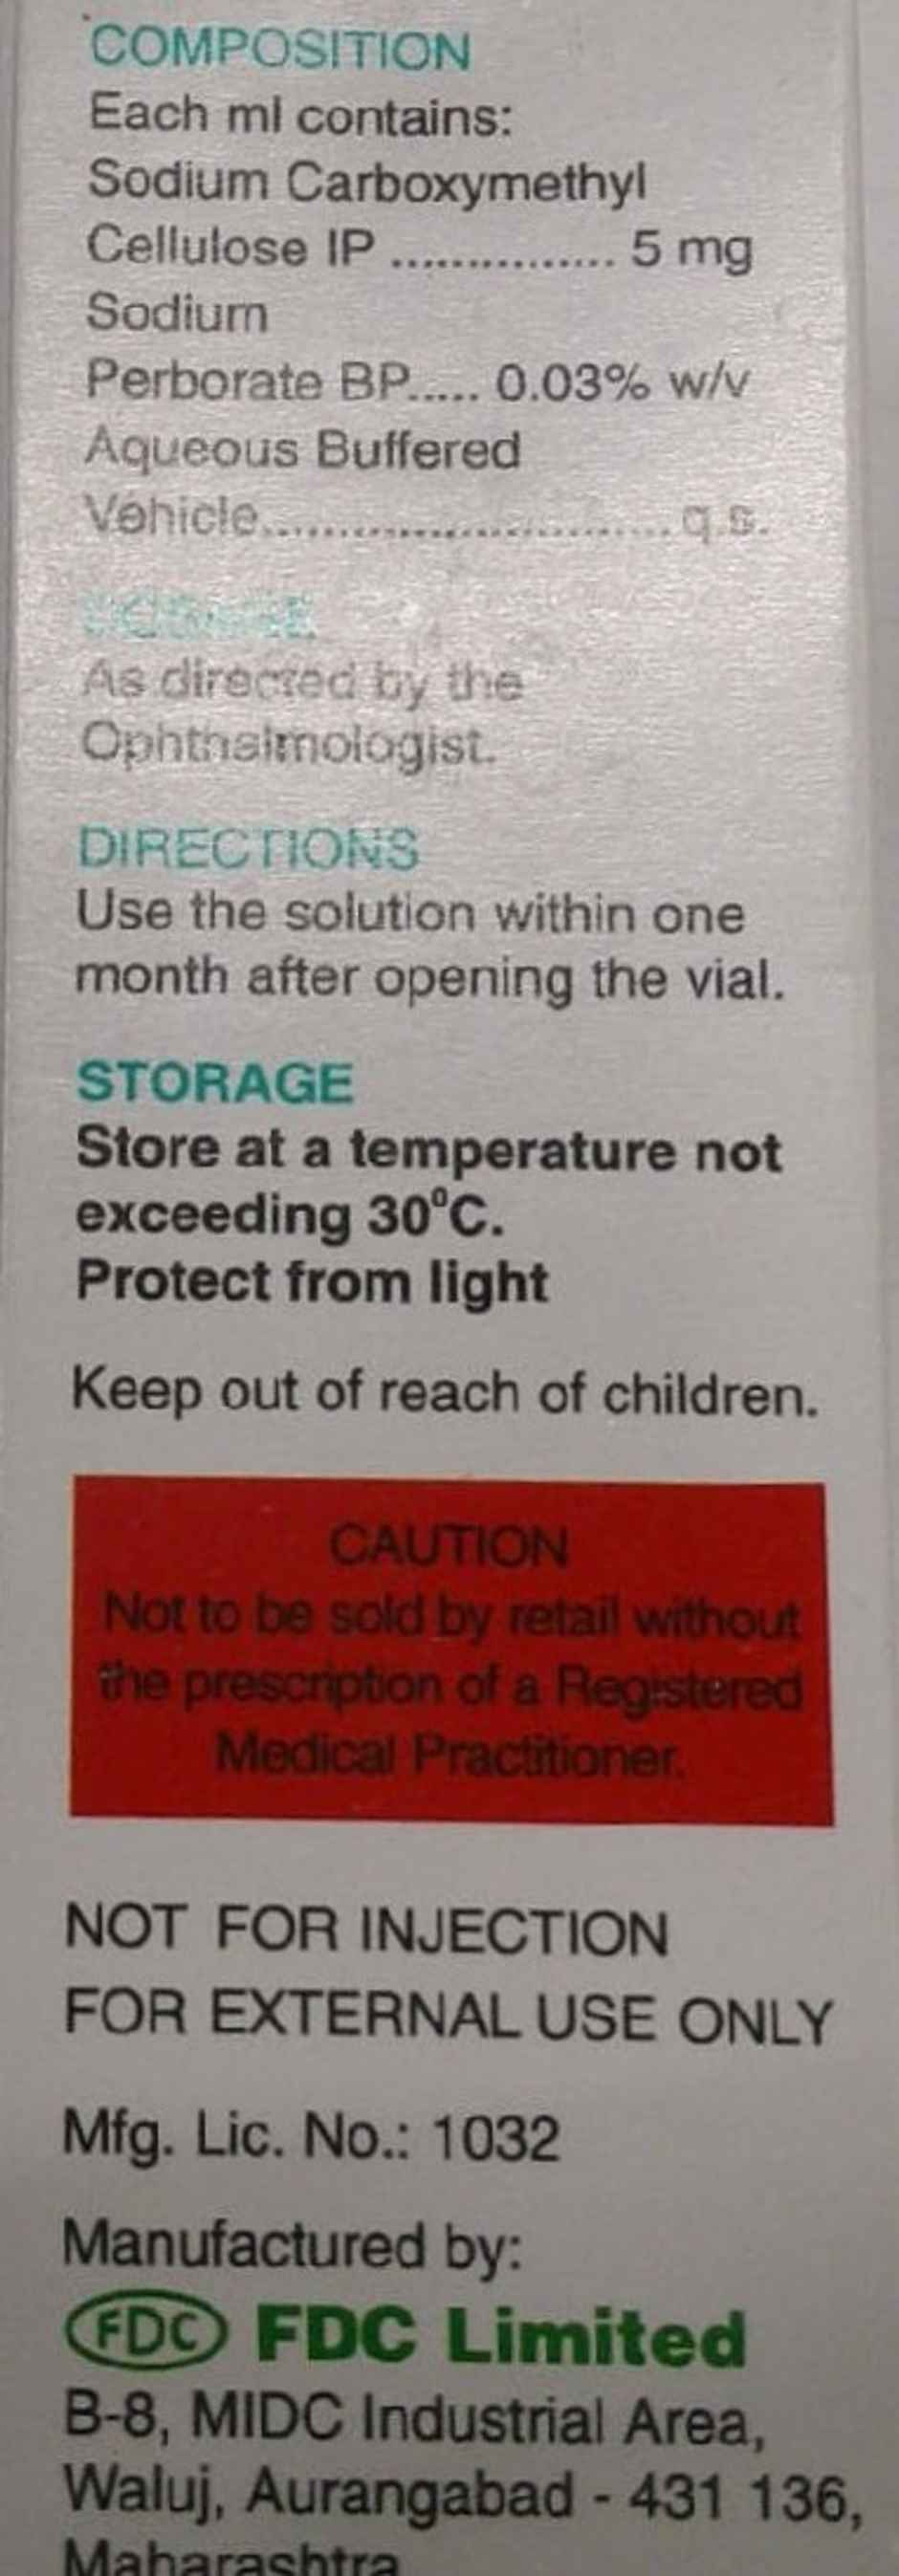 COMPOSITION
Each ml contains:
Sodium Carboxymethyl
Cellulose IP ............... 5 mg
Sodium
Perborate BP..... 0.03% w/v
Aqueous Buffered
Vehicle........................... q.s.
DOSAGE
As directed by the
Ophthalmologist.
DIRECTIONS
Use the solution within one
month after opening the vial.
STORAGE
Store at a temperature not
exceeding 30°C.
Protect from light
Keep out of reach of children.
CAUTION
Not to be sold by retail without
the prescription of a Registered
Medical Practitioner.
NOT FOR INJECTION
FOR EXTERNAL USE ONLY
Mfg. Lic. No.: 1032
Manufactured by:
FDC FDC Limited
B-8, MIDC Industrial Area,
Waluj, Aurangabad - 431 136,
Maharashtra